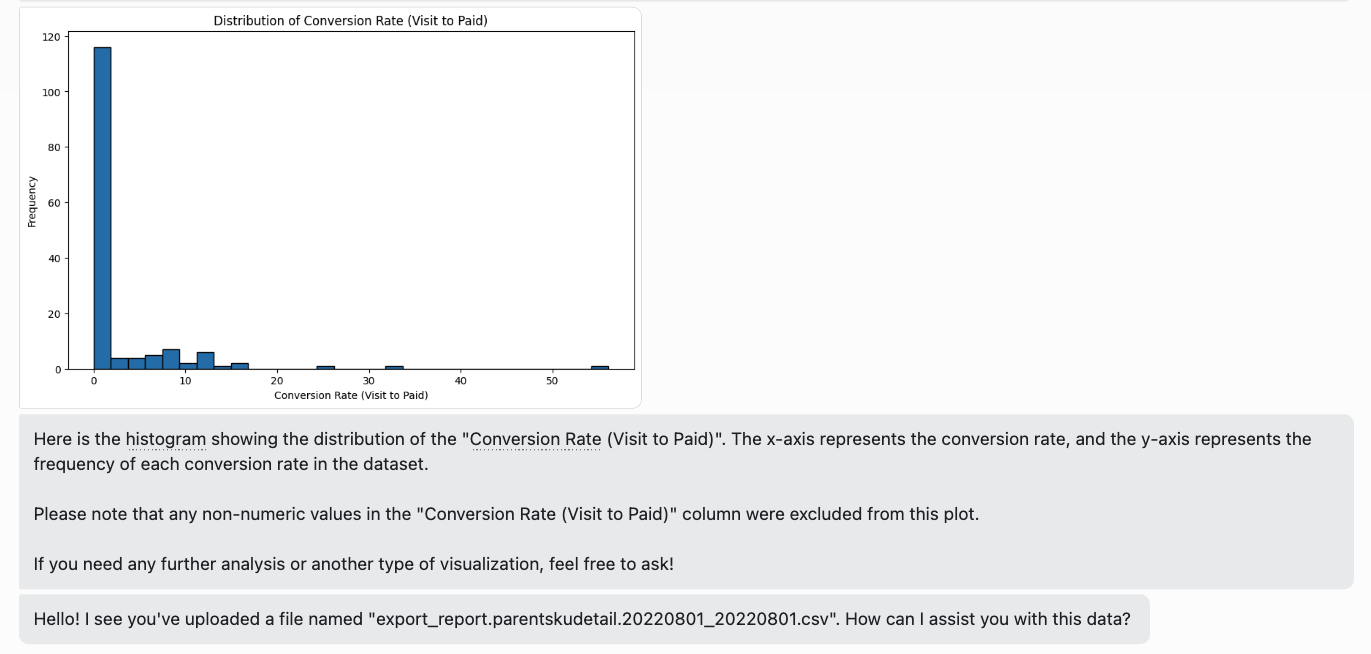 Distribution of Conversion Rate (Visit to Paid)
120
100
80
60
40
20
0
Frequency
0 10 20 30 40 50
Conversion Rate (Visit to Paid)
Here is the histogram showing the distribution of the "Conversion Rate (Visit to Paid)". The x-axis represents the conversion rate, and the y-axis represents the
frequency of each conversion rate in the dataset.
Please note that any non-numeric values in the "Conversion Rate (Visit to Paid)" column were excluded from this plot.
If you need any further analysis or another type of visualization, feel free to ask!
Hello! I see you've uploaded a file named "export_report.parentskudetail.20220801_20220801.csv". How can I assist you with this data?